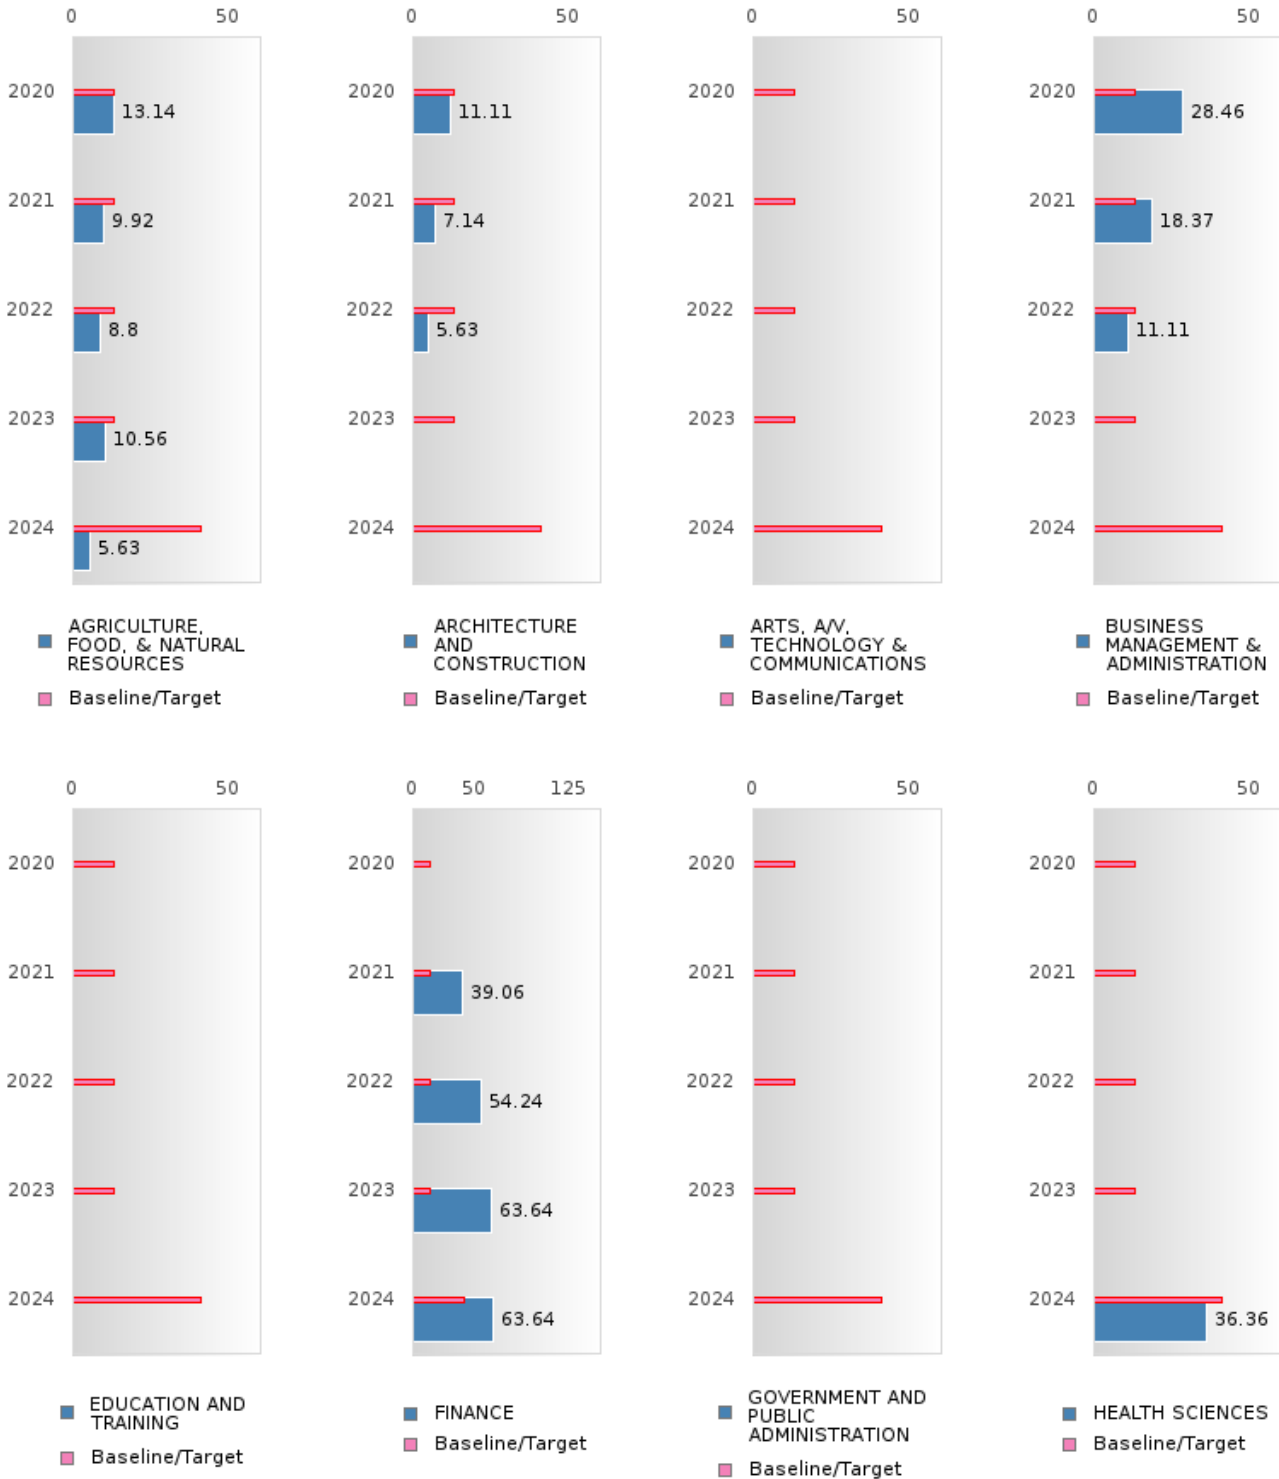 0 50
0 50
0 50
0 50
2020 13.14
2020 11.11
2020
2020 28.46
2021 9.92
2021 7.14
2021
2021 18.37
2022 8.8
2022 5.63
2022
2022 11.11
2023 10.56
2023
2023
2023
2024 5.63
2024
2024
2024
AGRICULTURE,
FOOD, & NATURAL
RESOURCES
Baseline/Target
ARCHITECTURE
AND
CONSTRUCTION
Baseline/Target
ARTS, A/V,
TECHNOLOGY &
COMMUNICATIONS
Baseline/Target
BUSINESS
MANAGEMENT &
ADMINISTRATION
Baseline/Target
0 50
0 50 125
0 50
0 50
2020
2020
2020
2020
2021
2021 39.06
2021
2021
2022
2022 54.24
2022
2022
2023
2023 63.64
2023
2023
2024
2024 63.64
2024
2024 36.36
EDUCATION AND
TRAINING
Baseline/Target
FINANCE
Baseline/Target
GOVERNMENT AND
PUBLIC
ADMINISTRATION
Baseline/Target
HEALTH SCIENCES
Baseline/Target